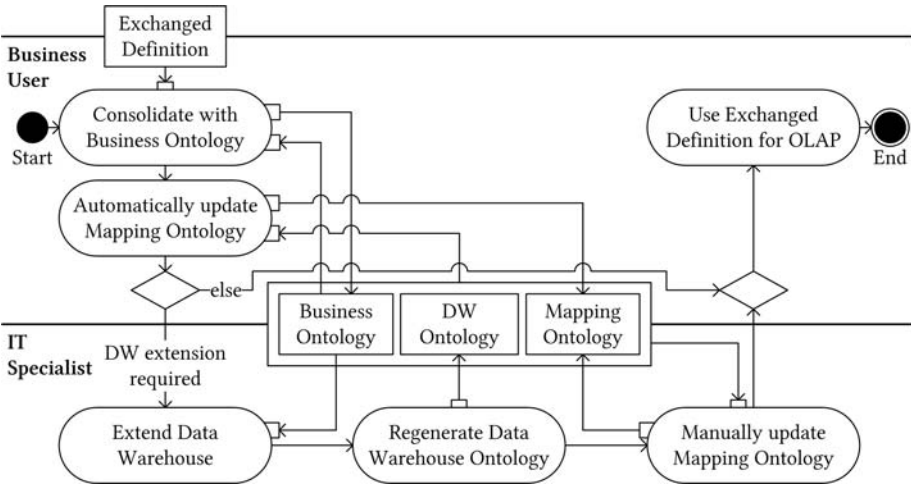 Exchanged
Definition
Business
User
Consolidate with
Business Ontology
Start
Use Exchanged
Definition for OLAP
End
Automatically update
Mapping Ontology
else
Business
Ontology
DW
Ontology
Mapping
Ontology
IT
Specialist
DW extension
required
Extend Data
Warehouse
Regenerate Data
Warehouse Ontology
Manually update
Mapping Ontology